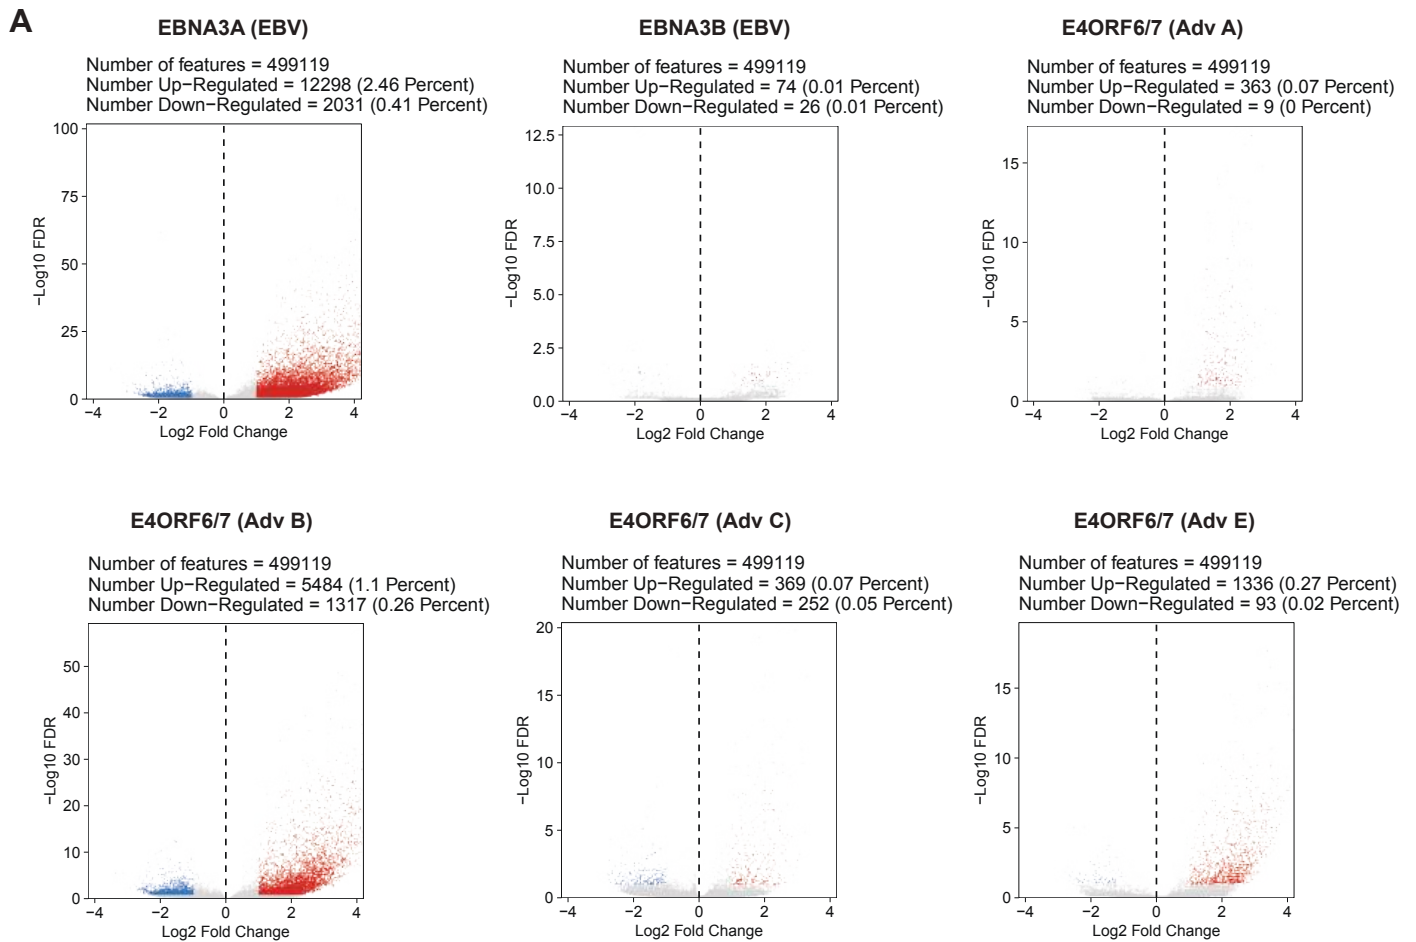 A
EBNA3A (EBV)
Number of features = 499119
Number Up−Regulated = 12298 (2.46 Percent)
Number Down−Regulated = 2031 (0.41 Percent)
100
75
50
25
0
−Log10 FDR
−4
−2
0
2
4
Log2 Fold Change
EBNA3B (EBV)
Number of features = 499119
Number Up−Regulated = 74 (0.01 Percent)
Number Down−Regulated = 26 (0.01 Percent)
12.5
10.0
7.5
5.0
2.5
0.0
−Log10 FDR
−4
−2
0
2
4
Log2 Fold Change
E4ORF6/7 (Adv A)
Number of features = 499119
Number Up−Regulated = 363 (0.07 Percent)
Number Down−Regulated = 9 (0 Percent)
15
10
5
0
−Log10 FDR
−4
−2
0
2
4
Log2 Fold Change
E4ORF6/7 (Adv B)
Number of features = 499119
Number Up−Regulated = 5484 (1.1 Percent)
Number Down−Regulated = 1317 (0.26 Percent)
50
40
30
20
10
0
−Log10 FDR
−4
−2
0
2
4
Log2 Fold Change
E4ORF6/7 (Adv C)
Number of features = 499119
Number Up−Regulated = 369 (0.07 Percent)
Number Down−Regulated = 252 (0.05 Percent)
20
15
10
5
0
−Log10 FDR
−4
−2
0
2
4
Log2 Fold Change
E4ORF6/7 (Adv E)
Number of features = 499119
Number Up−Regulated = 1336 (0.27 Percent)
Number Down−Regulated = 93 (0.02 Percent)
15
10
5
0
−Log10 FDR
−4
−2
0
2
4
Log2 Fold Change